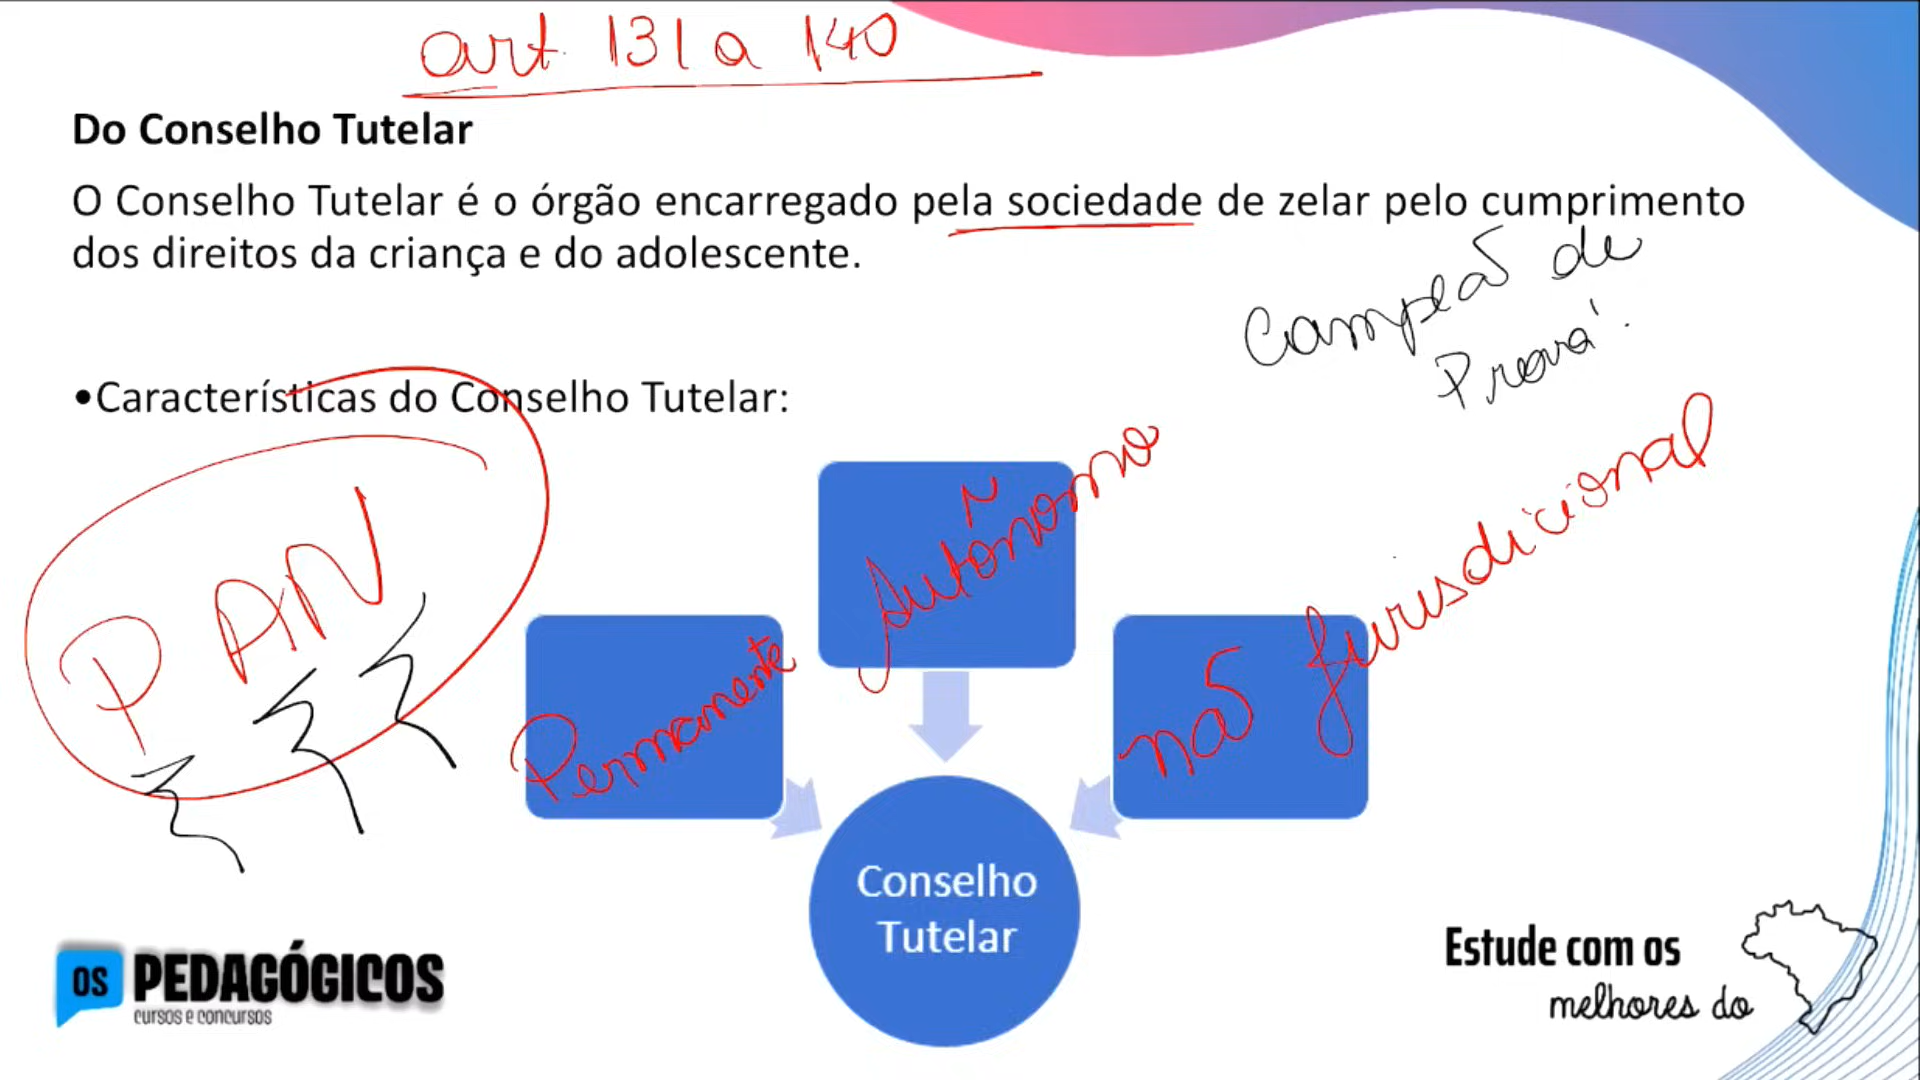 art. 131 a 140
Do Conselho Tutelar
O Conselho Tutelar é o órgão encarregado pela sociedade de zelar pelo cumprimento
dos direitos da criança e do adolescente.
Campeão de
Prova!
•Características do Conselho Tutelar:
PAN
Permanente
Autônomo
não jurisdicional
Conselho
Tutelar
OS PEDAGÓGICOS
cursos e concursos
Estude com os
melhores do